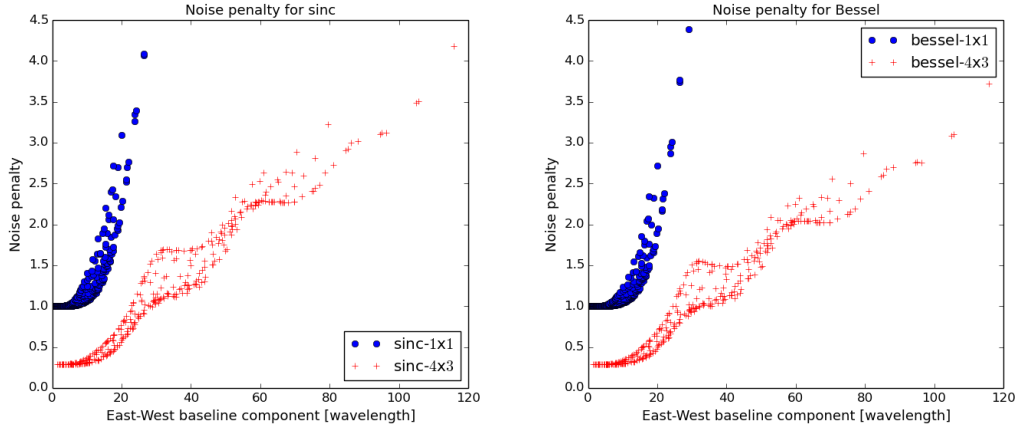 Noise penalty for sinc
4.5
4.0
3.5
3.0
2.5
2.0
1.5
1.0
0.5
0.0
Noise penalty
0 20 40 60 80 100 120
East-West baseline component [wavelength]
sinc-1x1
sinc-4x3
Noise penalty for Bessel
4.5
4.0
3.5
3.0
2.5
2.0
1.5
1.0
0.5
0.0
Noise penalty
0 20 40 60 80 100 120
East-West baseline component [wavelength]
bessel-1x1
bessel-4x3